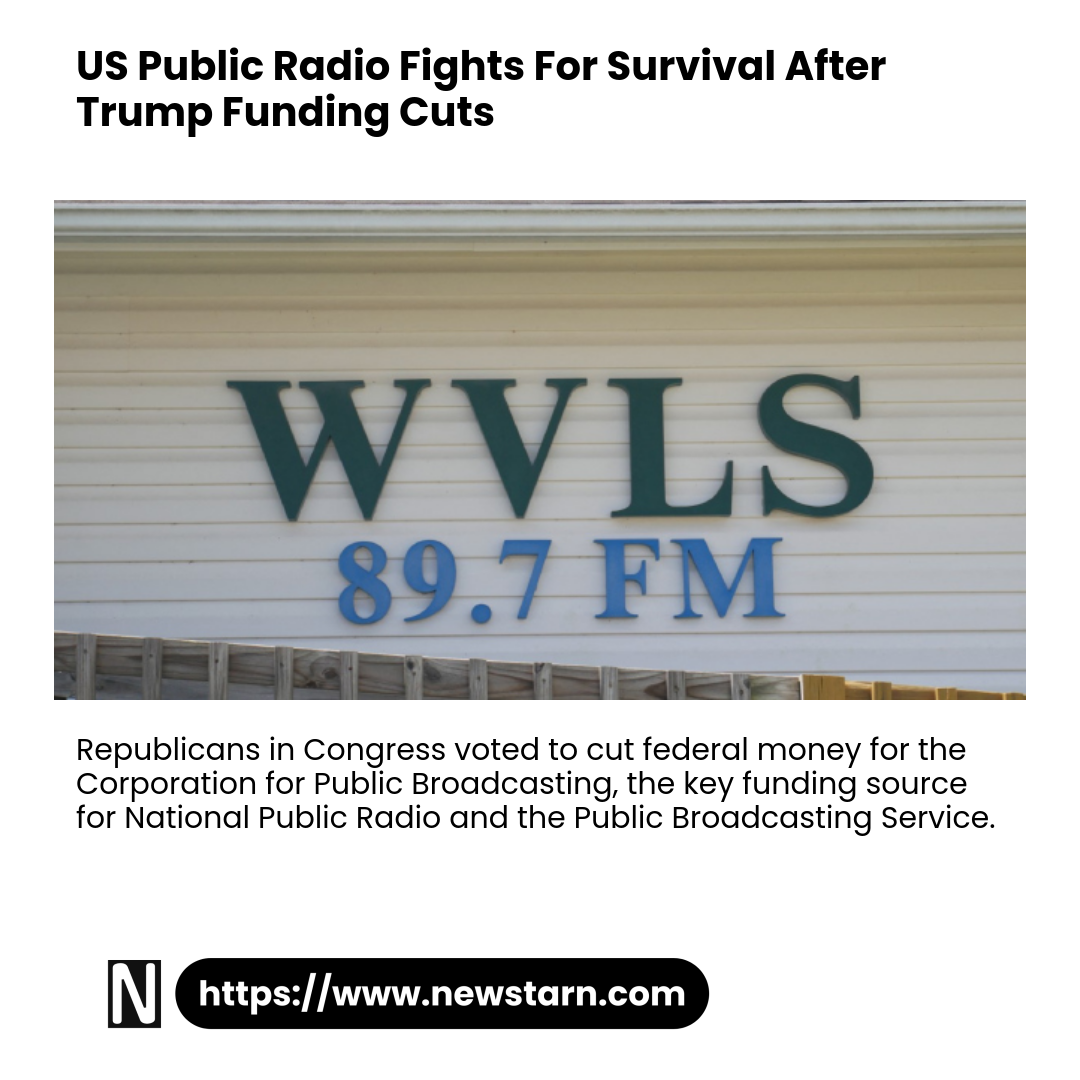 US Public Radio Fights For Survival After
Trump Funding Cuts
WVLS
89.7 FM
Republicans in Congress voted to cut federal money for the
Corporation for Public Broadcasting, the key funding source
for National Public Radio and the Public Broadcasting Service.
N
https://www.newstarn.com